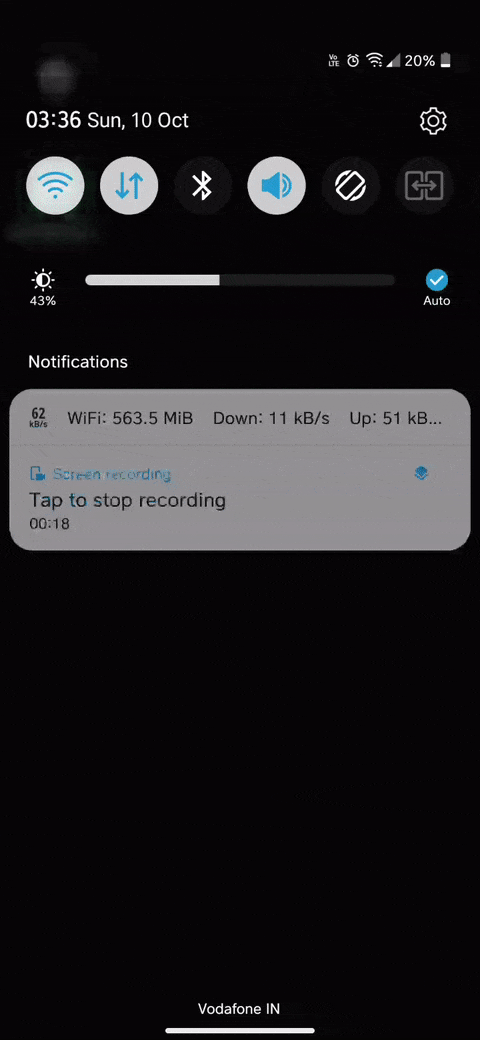 Vo
LTE 20%
03:36 Sun, 10 Oct
43%
Auto
Notifications
62
kB/s WiFi: 563.5 MiB Down: 11 kB/s Up: 51 kB...
Screen recording
Tap to stop recording
00:18
Vodafone IN